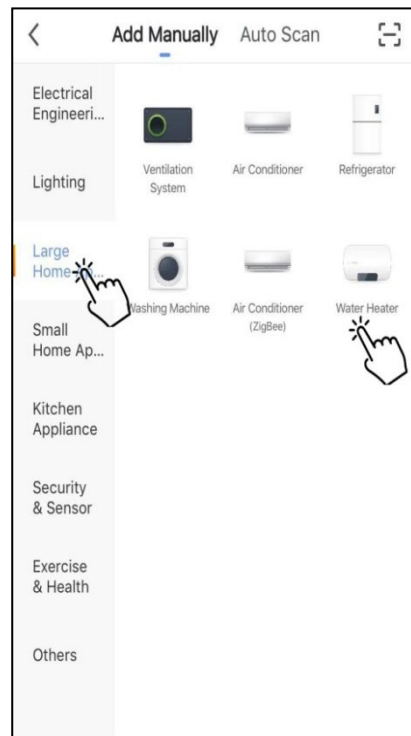 Add Manually Auto Scan
Electrical
Engineeri...
Lighting
Large
Home Ap...
Small
Home Ap...
Kitchen
Appliance
Security
& Sensor
Exercise
& Health
Others
Ventilation
System
Air Conditioner
Refrigerator
Washing Machine
Air Conditioner
(ZigBee)
Water Heater